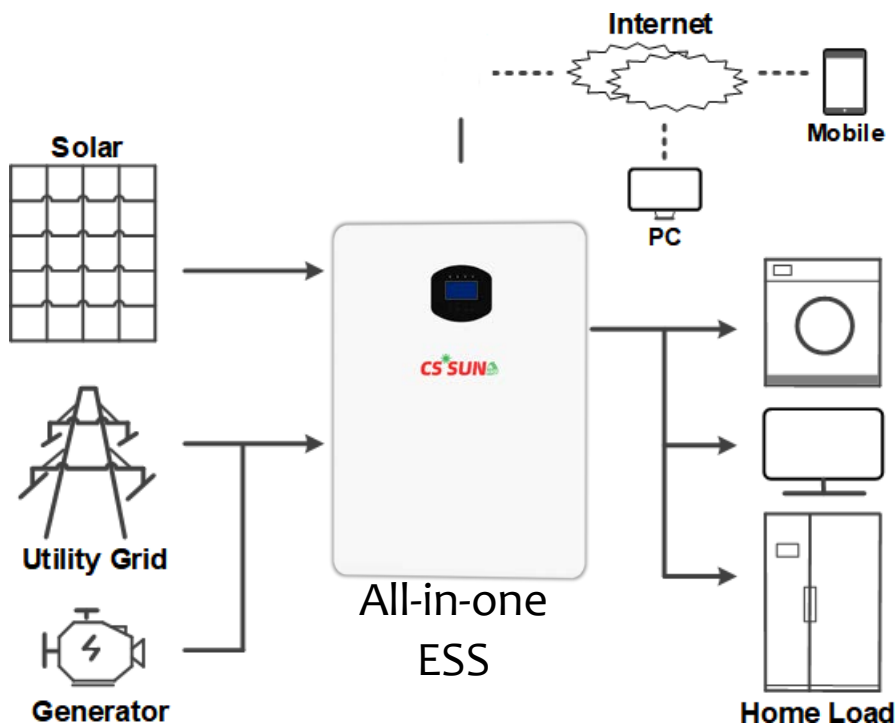 Internet
Mobile
Solar
PC
CS SUN
Utility Grid
All-in-one
ESS
Generator
Home Load